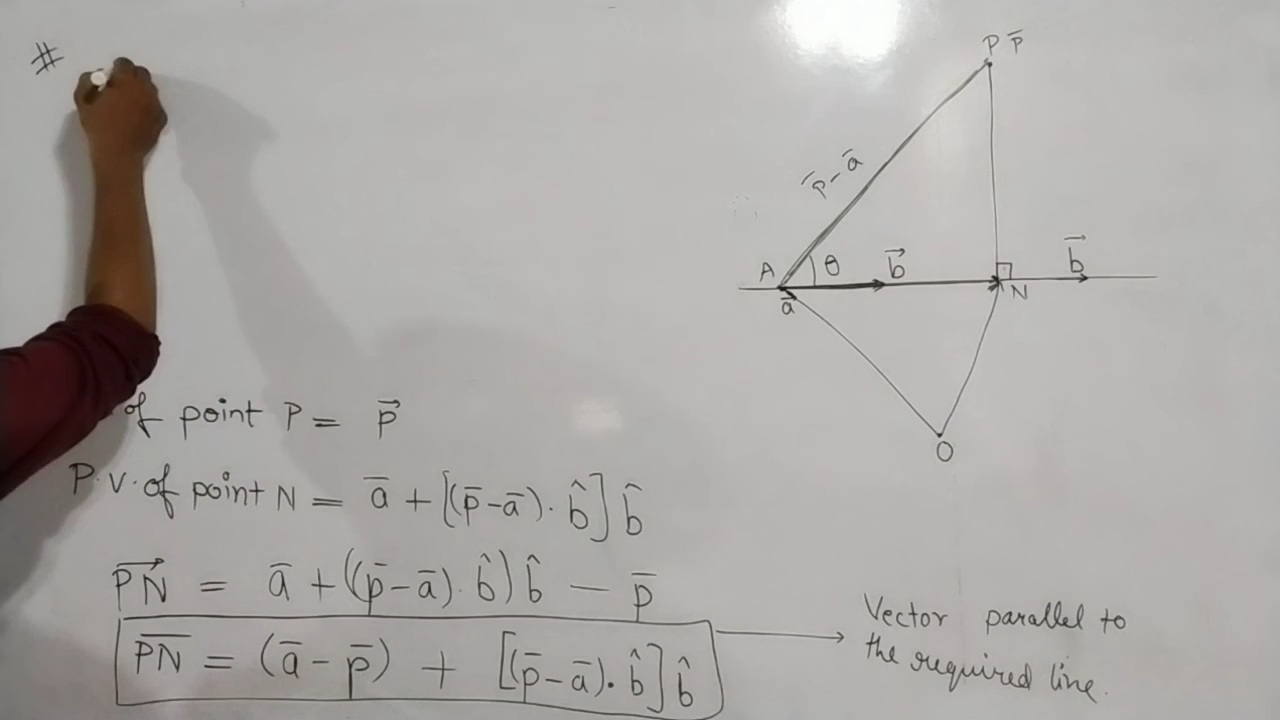 #
P p̄
p̄ - ā
A θ b⃗ b⃗
ā N
O
of point P = p⃗
P.V. of point N = ā + [(p̄-ā). b̂] b̂
P͞N⃗ = ā + ((p̄-ā). b̂) b̂ - p̄
P͞N͞ = (ā - p̄) + [(p̄-ā). b̂] b̂
Vector parallel to
the required line.